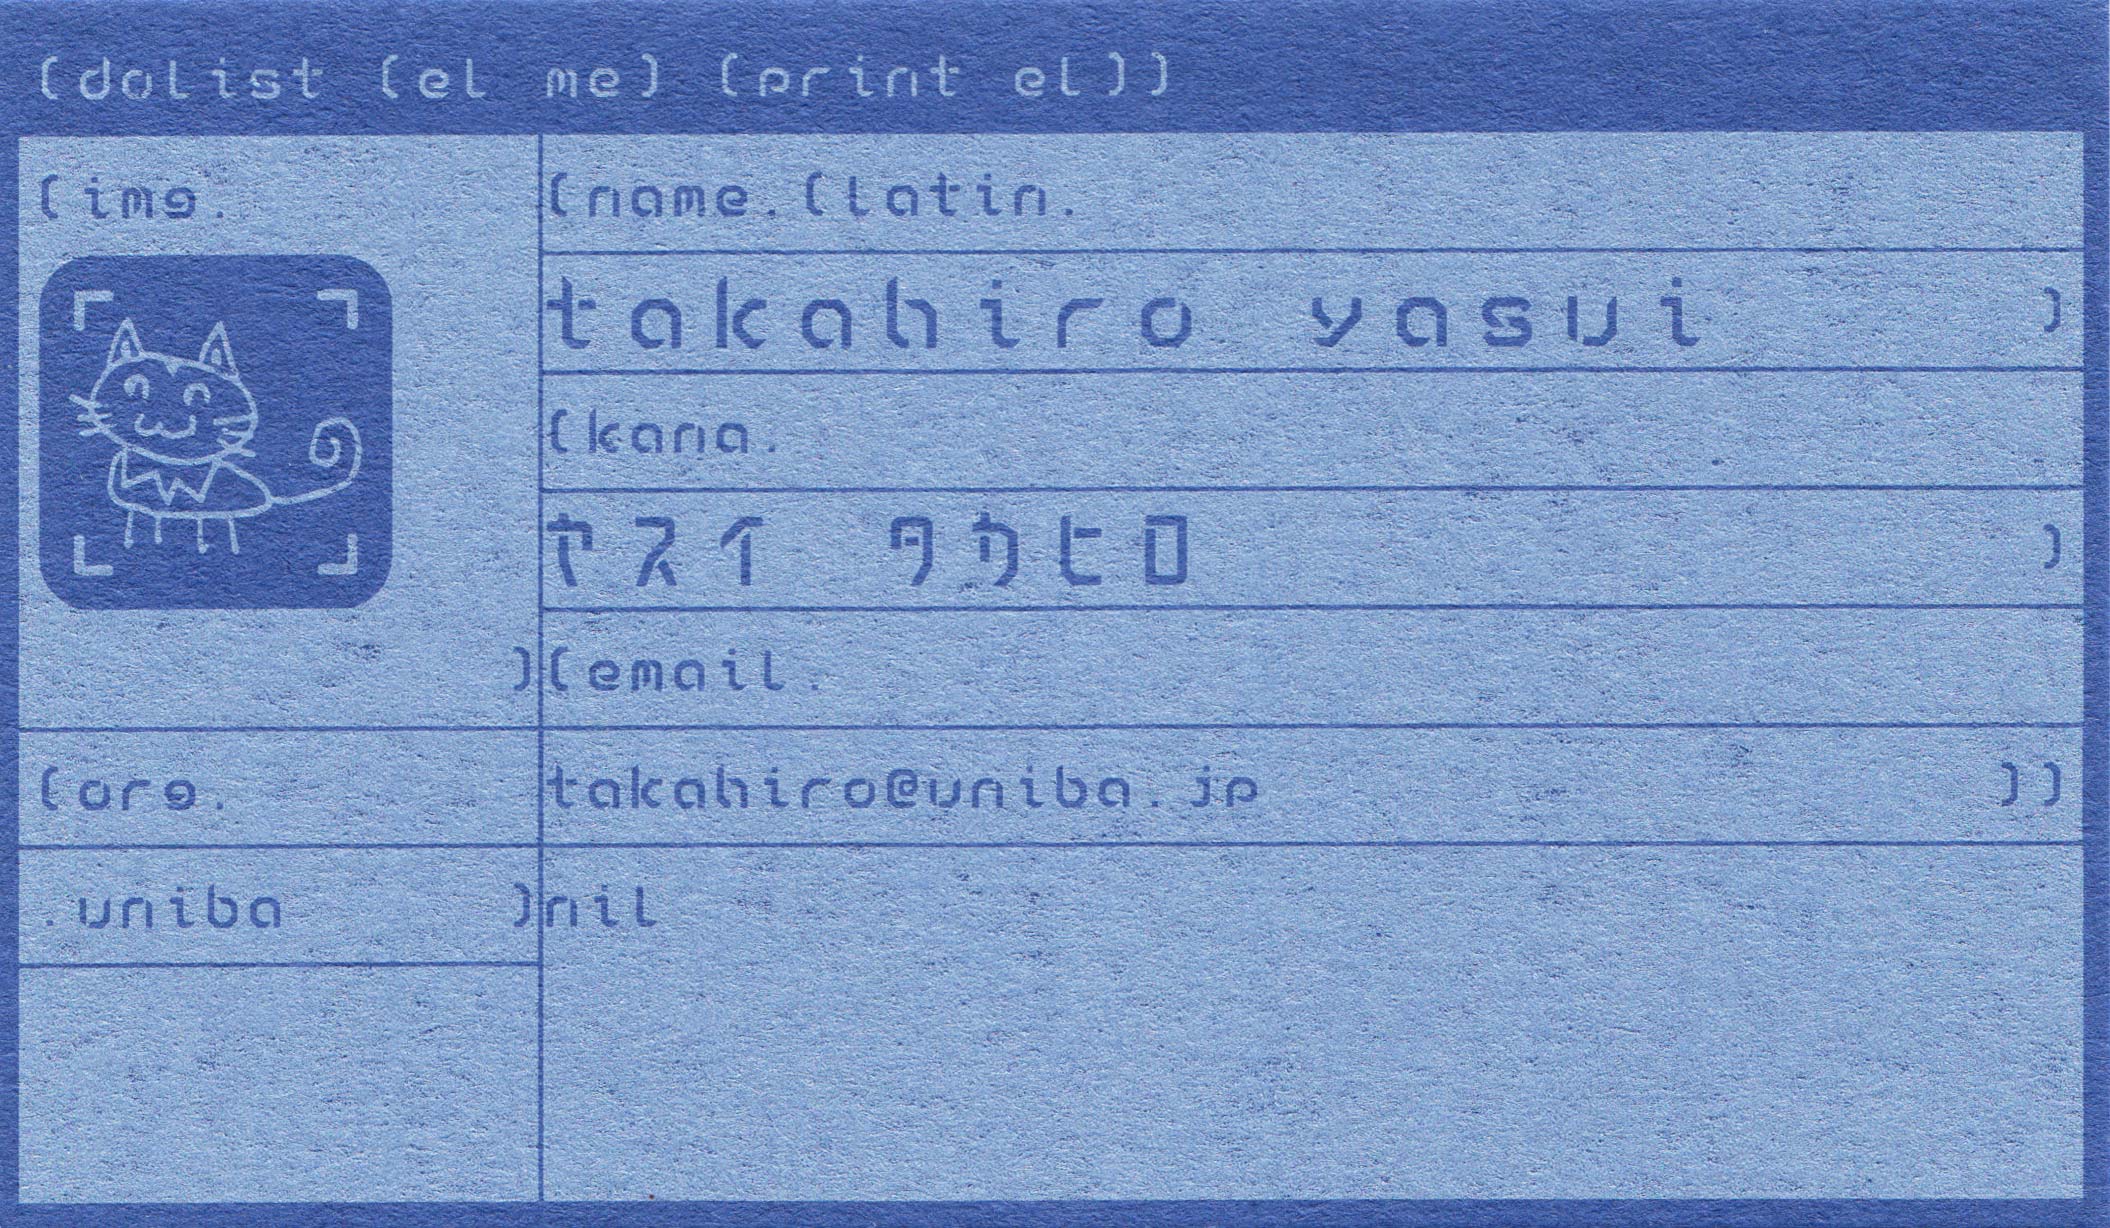 (dolist (el me) (print el))
(img.
)
(org.
.uniba )
(name.(latin.
takahiro yasui )
(kana.
ヤスイ タカヒロ )
(email.
takahiro@uniba.jp ))
nil